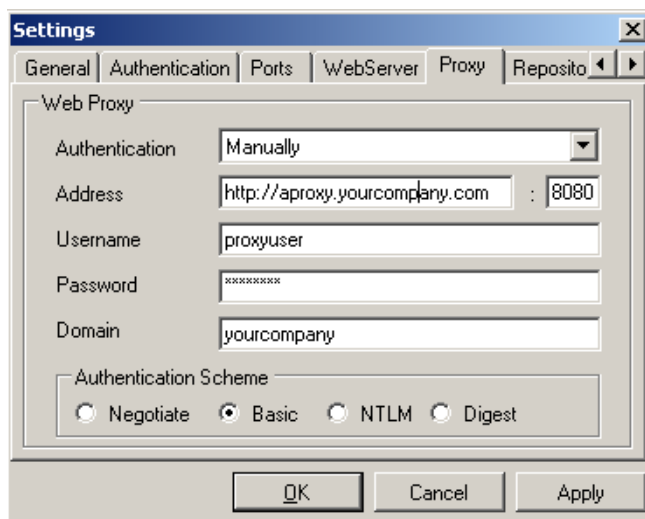 Settings
General Authentication Ports WebServer Proxy Reposito
Web Proxy
Authentication Manually
Address http://aproxy.yourcompany.com : 8080
Username proxyuser
Password ********
Domain yourcompany
Authentication Scheme
Negotiate Basic NTLM Digest
OK Cancel Apply